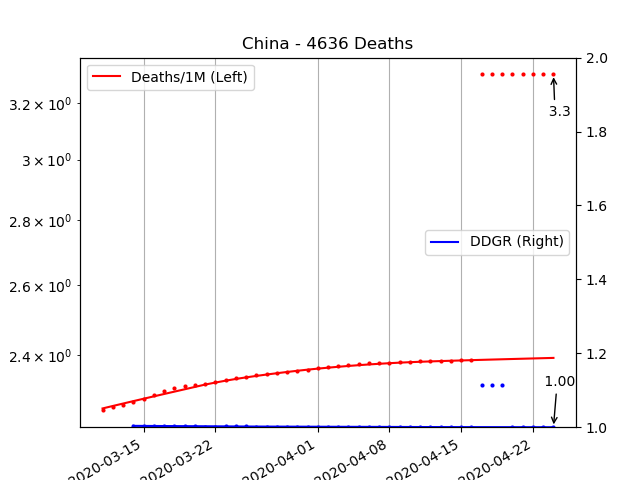 China - 4636 Deaths
Deaths/1M (Left)
3.2 × 10⁰
3 × 10⁰
2.8 × 10⁰
2.6 × 10⁰
2.4 × 10⁰
2.0
1.8
1.6
1.4
1.2
1.0
3.3
DDGR (Right)
1.00
2020-03-15
2020-03-22
2020-04-01
2020-04-08
2020-04-15
2020-04-22